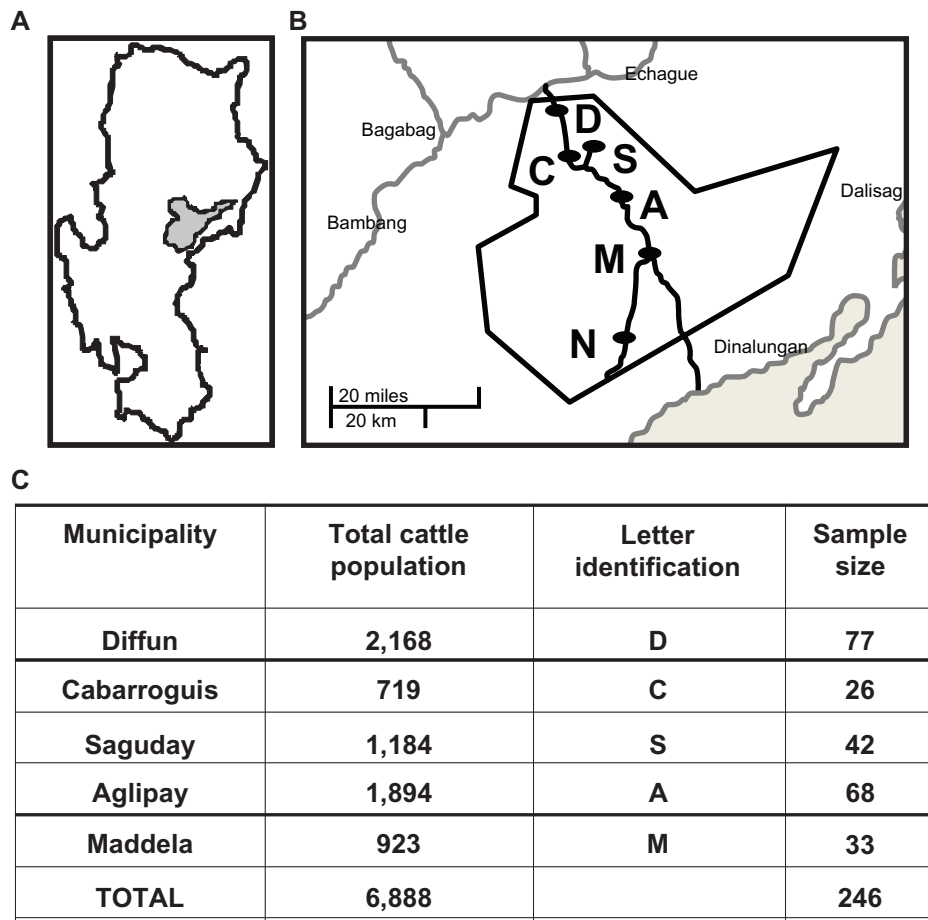 A
B
Echague
D
Bagabag
S
C
A
Dalisag
Bambang
M
N
Dinalungan
20 miles
20 km
C
Municipality Total cattle population Letter identification Sample size
Diffun 2,168 D 77
Cabarroguis 719 C 26
Saguday 1,184 S 42
Aglipay 1,894 A 68
Maddela 923 M 33
TOTAL 6,888 246